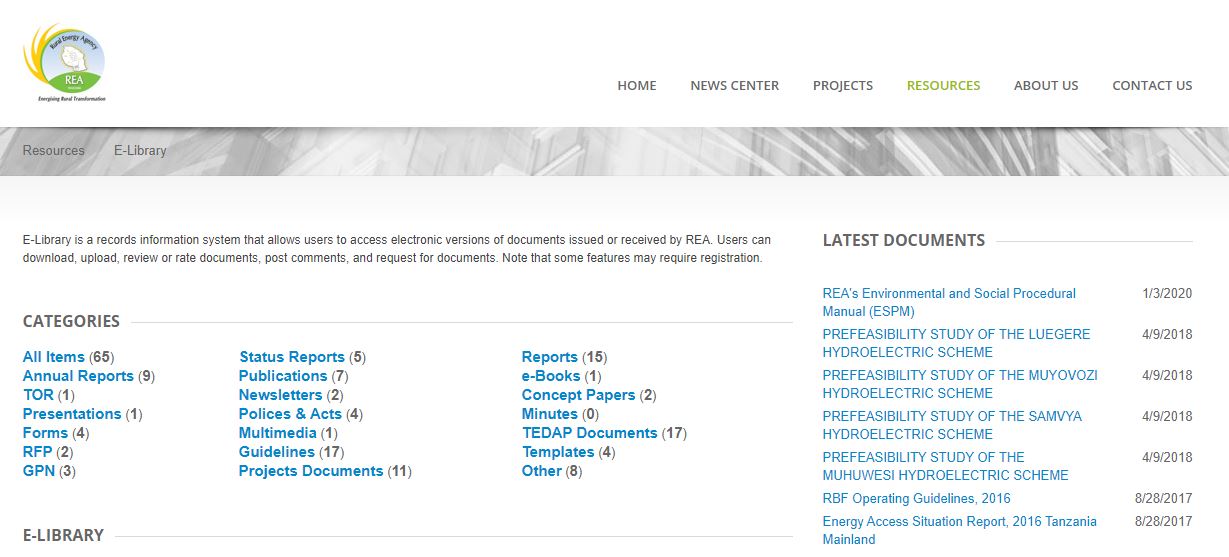 Rural Energy Agency
REA
Energising Rural Transformation
HOME NEWS CENTER PROJECTS RESOURCES ABOUT US CONTACT US
Resources E-Library
E-Library is a records information system that allows users to access electronic versions of documents issued or received by REA. Users can
download, upload, review or rate documents, post comments, and request for documents. Note that some features may require registration.
CATEGORIES
All Items (65) Status Reports (5) Reports (15)
Annual Reports (9) Publications (7) e-Books (1)
TOR (1) Newsletters (2) Concept Papers (2)
Presentations (1) Polices & Acts (4) Minutes (0)
Forms (4) Multimedia (1) TEDAP Documents (17)
RFP (2) Guidelines (17) Templates (4)
GPN (3) Projects Documents (11) Other (8)
E-LIBRARY
LATEST DOCUMENTS
REA's Environmental and Social Procedural 1/3/2020
Manual (ESPM)
PREFEASIBILITY STUDY OF THE LUEGERE 4/9/2018
HYDROELECTRIC SCHEME
PREFEASIBILITY STUDY OF THE MUYOVOZI 4/9/2018
HYDROELECTRIC SCHEME
PREFEASIBILITY STUDY OF THE SAMVYA 4/9/2018
HYDROELECTRIC SCHEME
PREFEASIBILITY STUDY OF THE 4/9/2018
MUHUWESI HYDROELECTRIC SCHEME
RBF Operating Guidelines, 2016 8/28/2017
Energy Access Situation Report, 2016 Tanzania 8/28/2017
Mainland